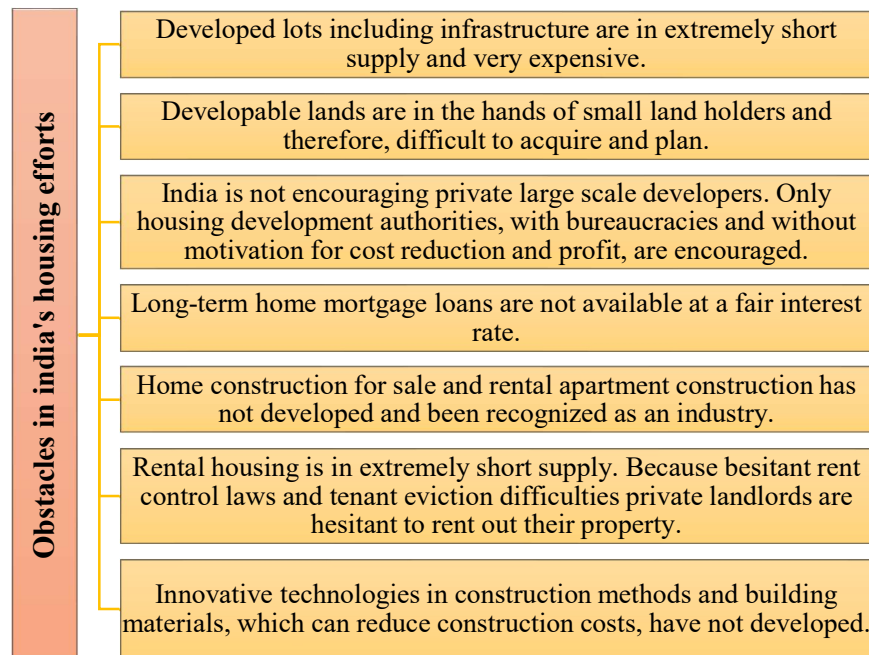 Obstacles in india's housing efforts
Developed lots including infrastructure are in extremely short
supply and very expensive.
Developable lands are in the hands of small land holders and
therefore, difficult to acquire and plan.
India is not encouraging private large scale developers. Only
housing development authorities, with bureaucracies and without
motivation for cost reduction and profit, are encouraged.
Long-term home mortgage loans are not available at a fair interest
rate.
Home construction for sale and rental apartment construction has
not developed and been recognized as an industry.
Rental housing is in extremely short supply. Because besitant rent
control laws and tenant eviction difficulties private landlords are
hesitant to rent out their property.
Innovative technologies in construction methods and building
materials, which can reduce construction costs, have not developed.